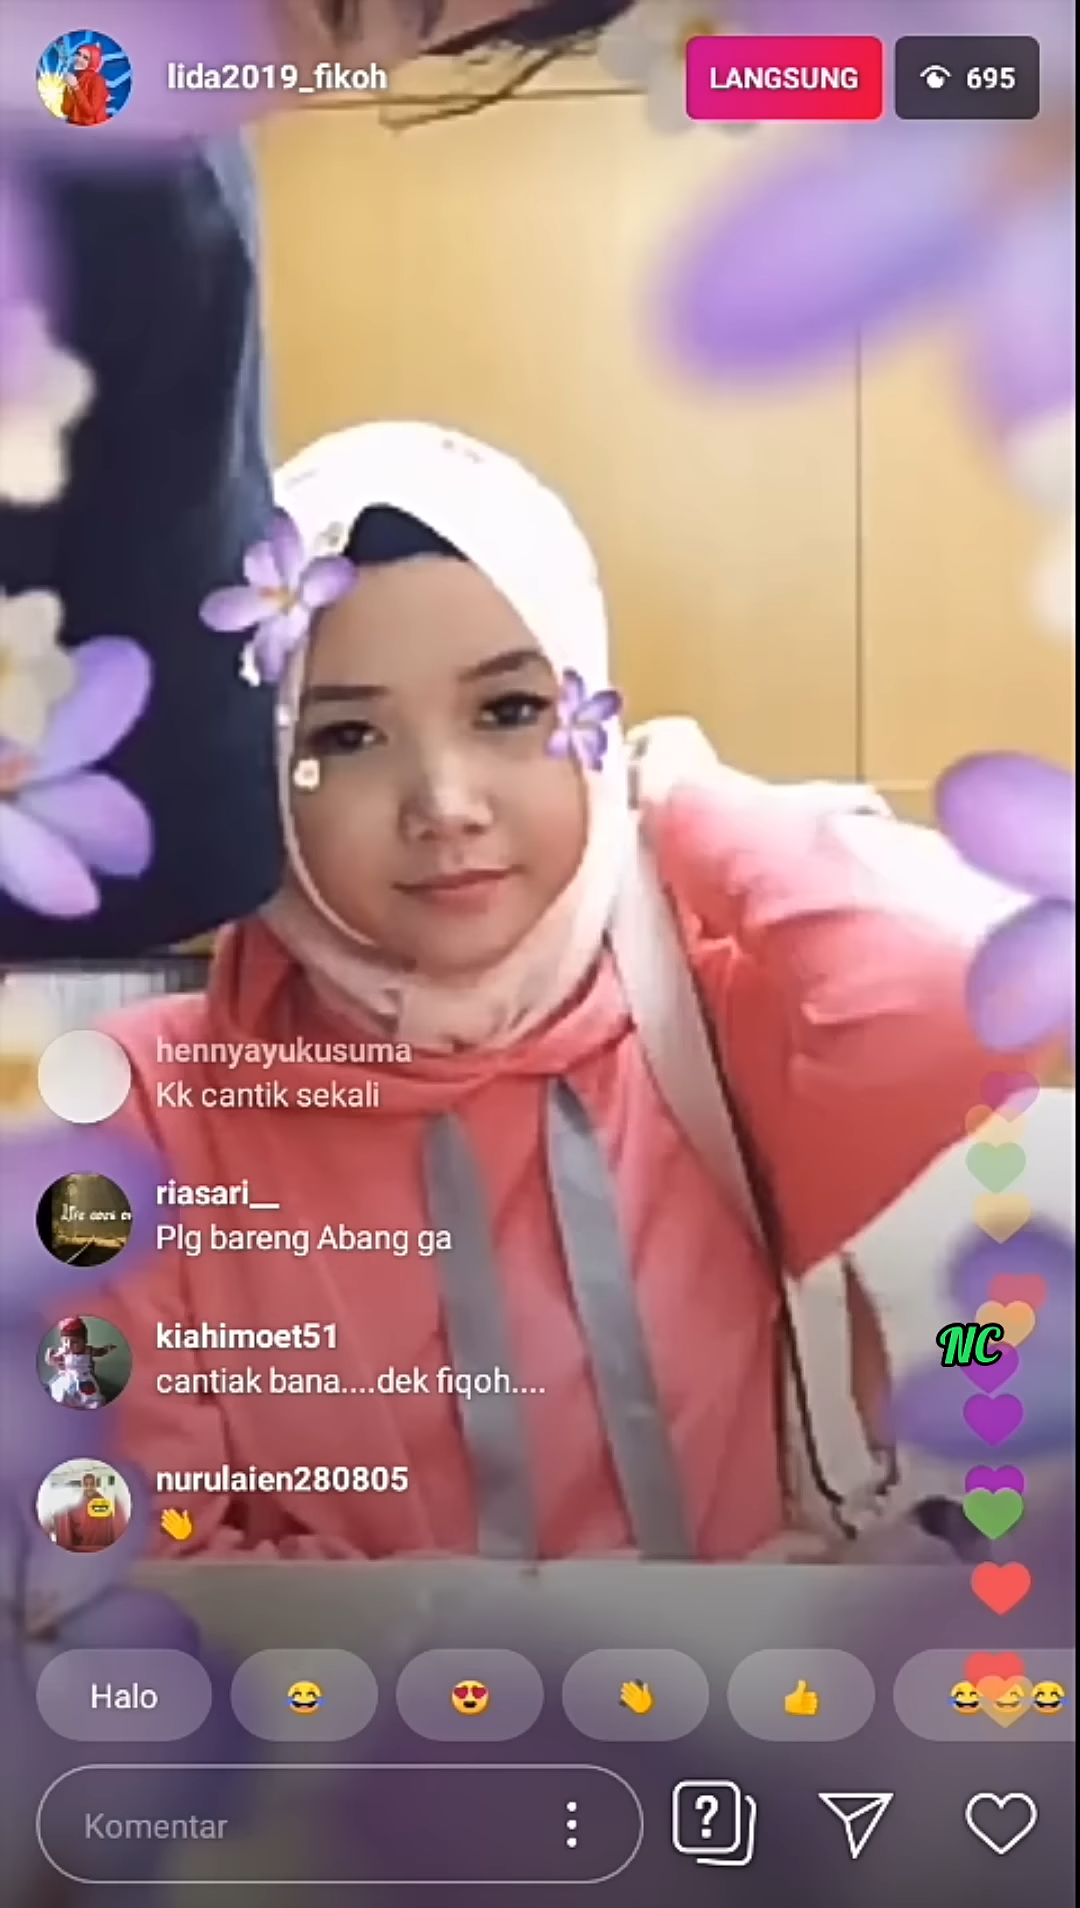 lida2019_fikoh
LANGSUNG
695
hennyayukusuma
Kk cantik sekali
riasari__
Plg bareng Abang ga
kiahimoet51
cantiak bana....dek fiqoh....
nurulaien280805
👋
NC
Halo 😂 😍 👋 👍 😂😂😂
Komentar